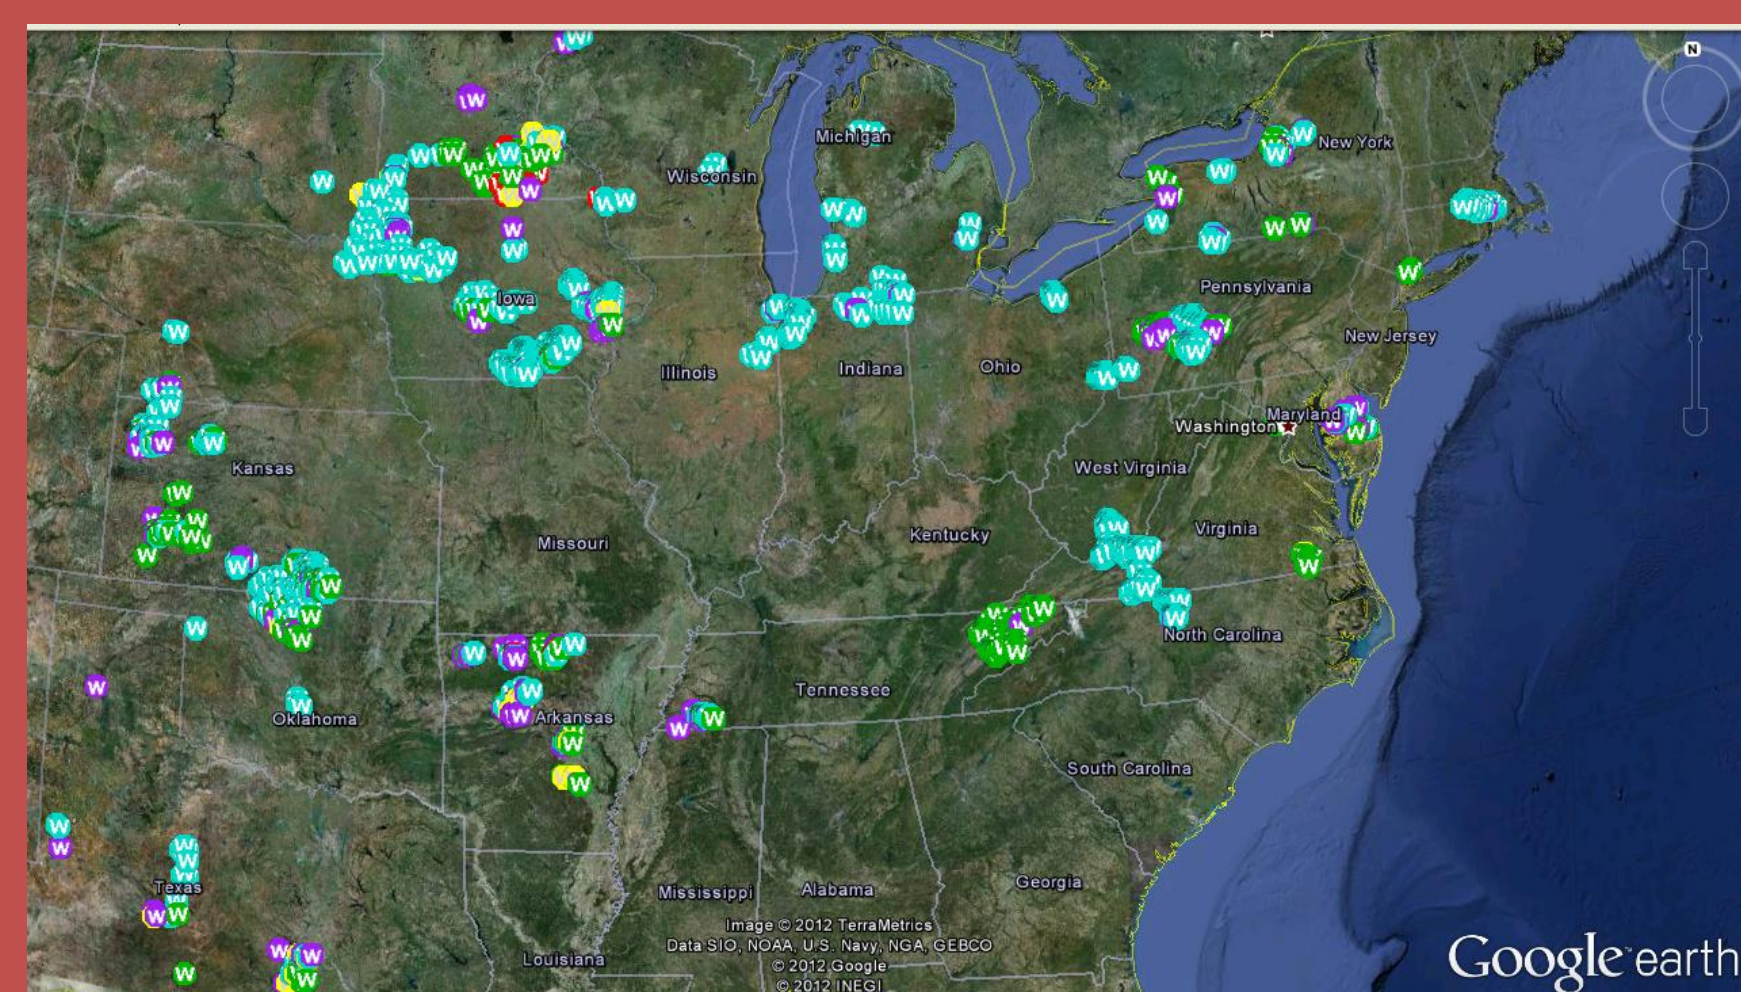 N
Michigan
New York
Wisconsin
Pennsylvania
Iowa
New Jersey
Illinois
Indiana
Ohio
Maryland
Washington
Kansas
West Virginia
Virginia
Kentucky
Missouri
North Carolina
Tennessee
Oklahoma
Arkansas
South Carolina
Texas
Mississippi
Alabama
Georgia
Image © 2012 TerraMetrics
Data SIO, NOAA, U.S. Navy, NGA, GEBCO
Louisiana
© 2012 Google
© 2012 INEGI
Google earth